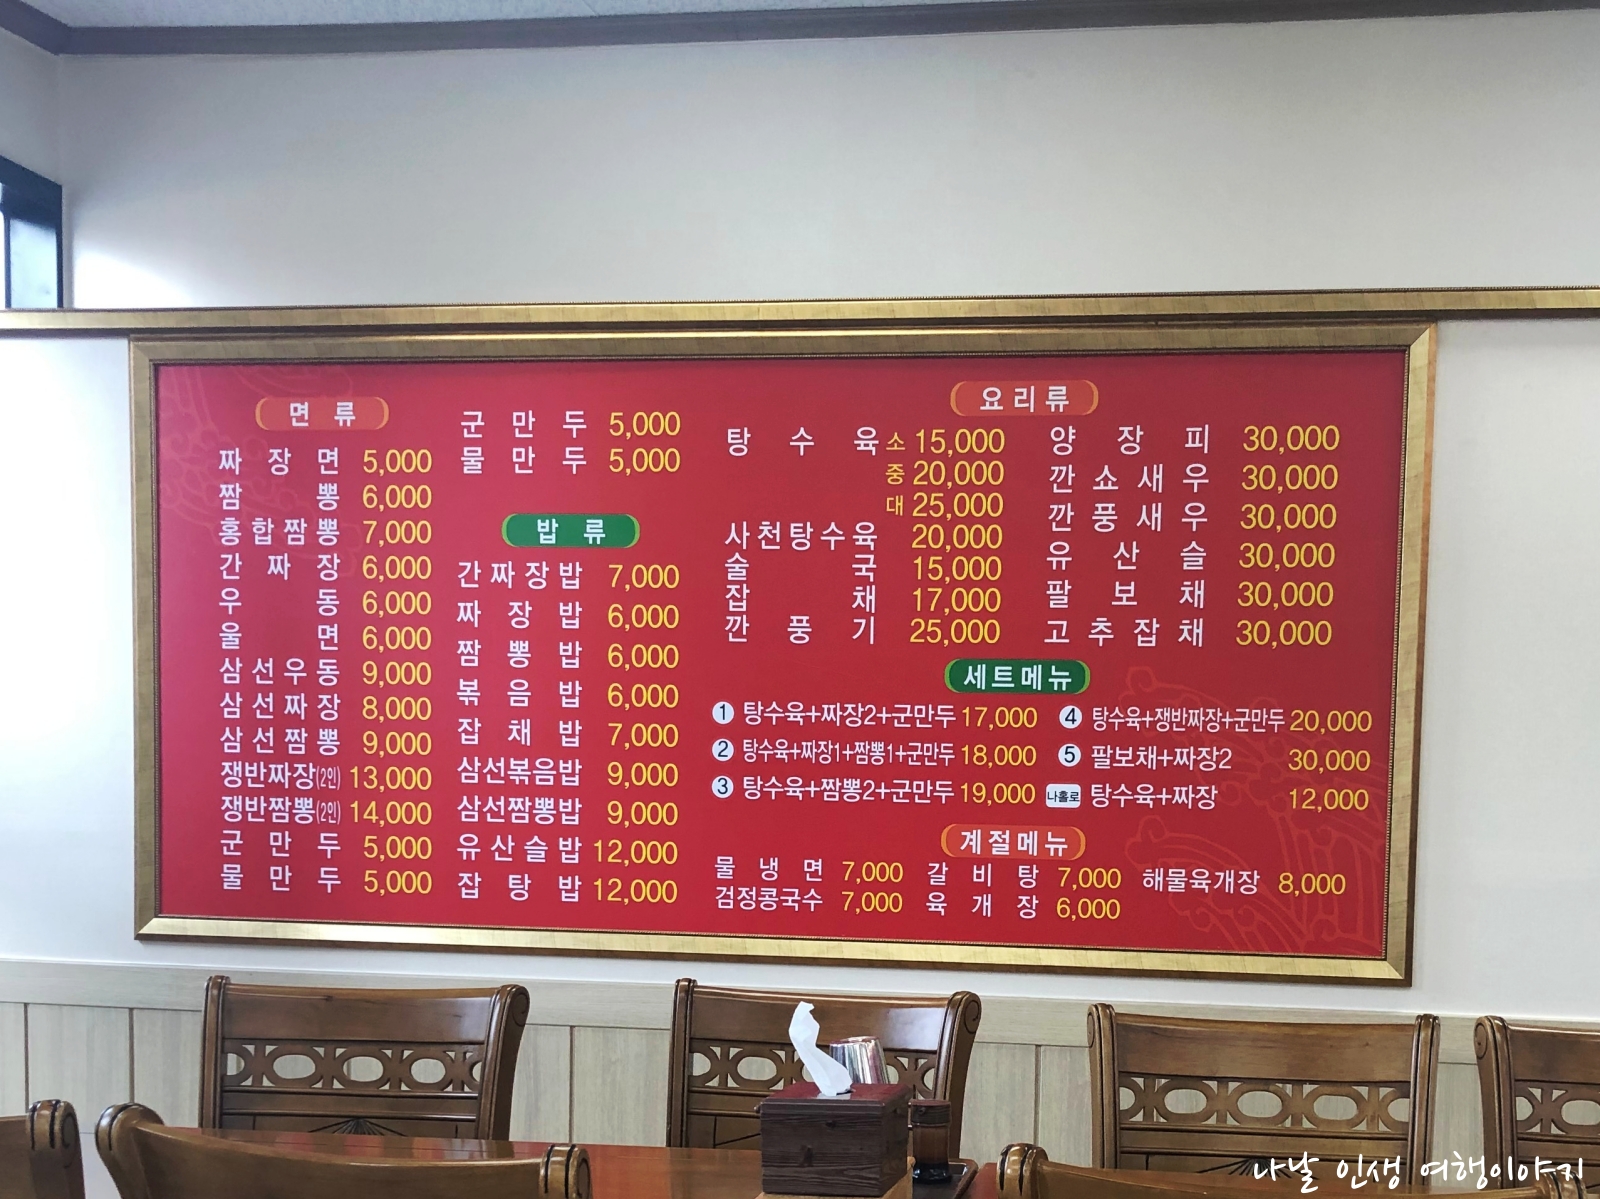 면 류
짜 장 면 5,000
짬 뽕 6,000
홍합짬뽕 7,000
간 짜 장 6,000
우 동 6,000
울 면 6,000
삼선우동 9,000
삼선짜장 8,000
삼선짬뽕 9,000
쟁반짜장(2인) 13,000
쟁반짬뽕(2인) 14,000
군 만 두 5,000
물 만 두 5,000
군 만 두 5,000
물 만 두 5,000
밥 류
간짜장밥 7,000
짜 장 밥 6,000
짬 뽕 밥 6,000
볶 음 밥 6,000
잡 채 밥 7,000
삼선볶음밥 9,000
삼선짬뽕밥 9,000
유산슬밥 12,000
잡 탕 밥 12,000
요리류
탕 수 육 소 15,000
중 20,000
대 25,000
사천탕수육 20,000
술 국 15,000
잡 채 17,000
깐 풍 기 25,000
양 장 피 30,000
깐쇼새우 30,000
깐풍새우 30,000
유 산 슬 30,000
팔 보 채 30,000
고추잡채 30,000
세트메뉴
① 탕수육+짜장2+군만두 17,000
② 탕수육+짜장1+짬뽕1+군만두 18,000
③ 탕수육+짬뽕2+군만두 19,000
④ 탕수육+쟁반짜장+군만두 20,000
⑤ 팔보채+짜장2 30,000
나홀로 탕수육+짜장 12,000
계절메뉴
물 냉 면 7,000 갈 비 탕 7,000 해물육개장 8,000
검정콩국수 7,000 육 개 장 6,000
나날 인생 여행이야기